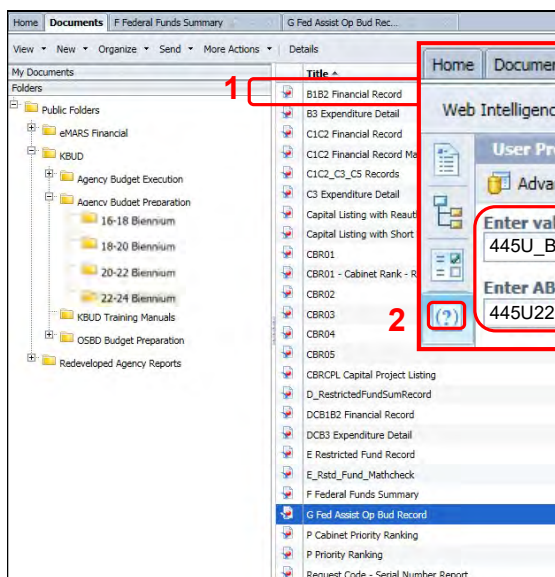 Home Documents F Federal Funds Summary G Fed Assist Op Bud Rec...
View New Organize Send More Actions Details
My Documents
Folders
Public Folders
eMARS Financial
KBUD
Agency Budget Execution
Agency Budget Preparation
16-18 Biennium
18-20 Biennium
20-22 Biennium
22-24 Biennium
KBUD Training Manuals
OSBD Budget Preparation
Redeveloped Agency Reports
1
Title
B1B2 Financial Record
B3 Expenditure Detail
C1C2 Financial Record
C1C2 Financial Record Ma
C1C2_C3_C5 Records
C3 Expenditure Detail
Capital Listing with Reaut
Capital Listing with Short
CBR01
CBR01 - Cabinet Rank - R
CBR02
CBR03
CBR04
CBR05
CBRCPL Capital Project Listing
D_RestrictedFundSumRecord
DCB1B2 Financial Record
DCB3 Expenditure Detail
E Restricted Fund Record
E_Rstd_Fund_Mathcheck
F Federal Funds Summary
G Fed Assist Op Bud Record
P Cabinet Priority Ranking
P Priority Ranking
Request Code - Serial Number Report
Home Documen
Web Intelligenc
User Pr
Adva
Enter val
445U_B
Enter AB
445U22
2
(?)